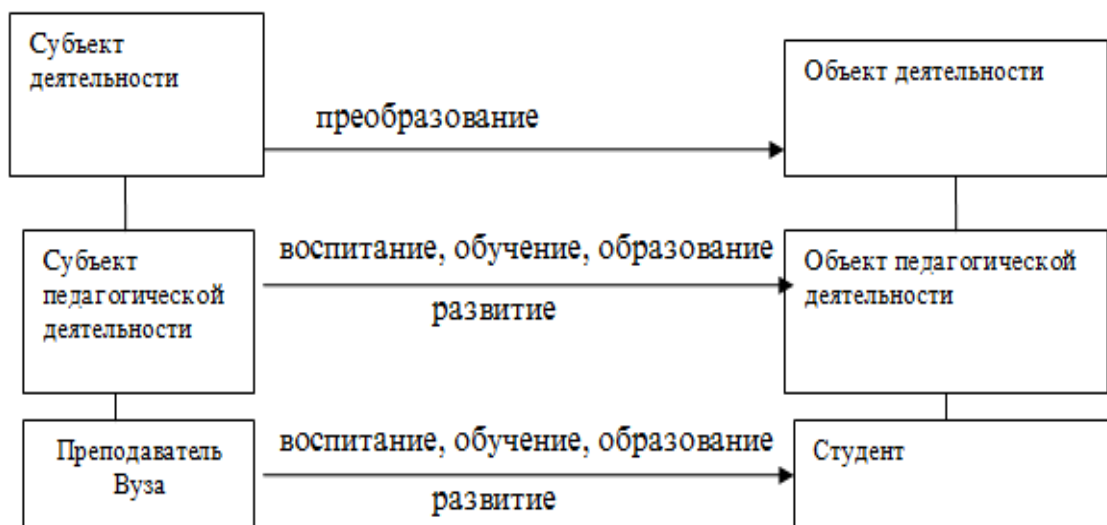 Субъект
деятельности
Объект деятельности
преобразование
Субъект
педагогической
деятельности
воспитание, обучение, образование
развитие
Объект педагогической
деятельности
Преподаватель
Вуза
воспитание, обучение, образование
развитие
Студент